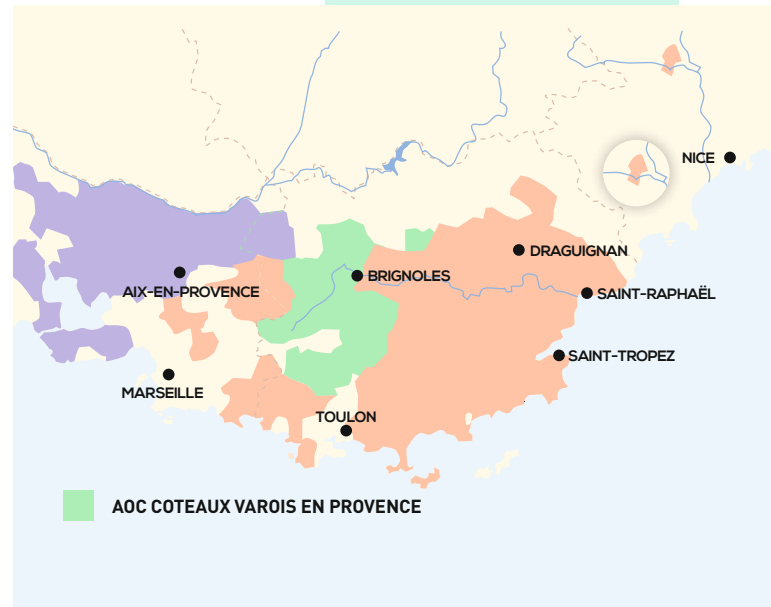 NICE
DRAGUIGNAN
BRIGNOLES
AIX-EN-PROVENCE
SAINT-RAPHAËL
SAINT-TROPEZ
MARSEILLE
TOULON
AOC COTEAUX VAROIS EN PROVENCE